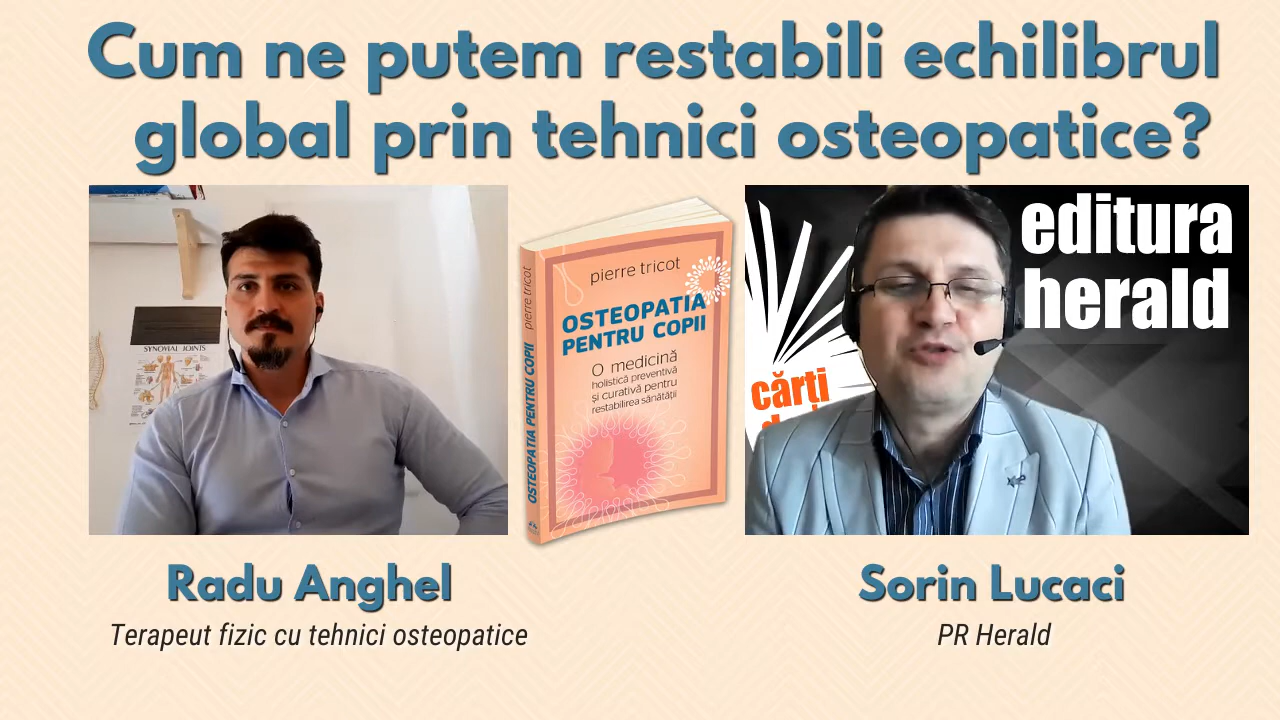 Cum ne putem restabili echilibrul
global prin tehnici osteopatice?
SYNOVIAL JOINTS
pierre tricot
OSTEOPATIA PENTRU COPII
pierre tricot
OSTEOPATIA
PENTRU COPII
O medicină
holistică preventivă
și curativă pentru
restabilirea sănătății
editura
herald
cărți
Radu Anghel
Terapeut fizic cu tehnici osteopatice
Sorin Lucaci
PR Herald